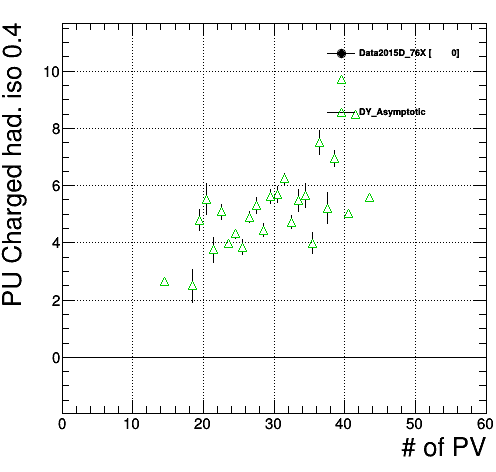 PU Charged had. iso 0.4
Data2015D_76X [ 0]
DY_Asymptotic
10
8
6
4
2
0
0 10 20 30 40 50 60
# of PV